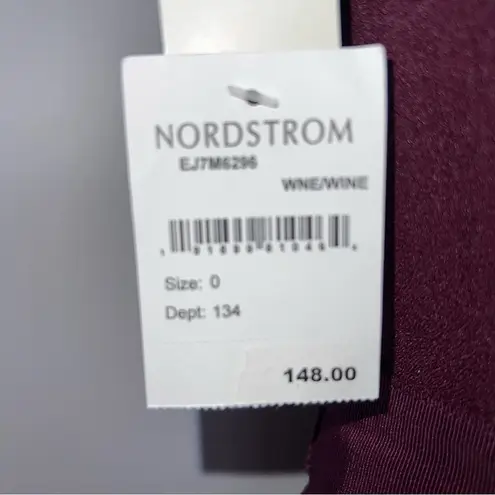 NORDSTROM
EJ7M6296
WNE/WINE
Size: 0
Dept: 134
148.00